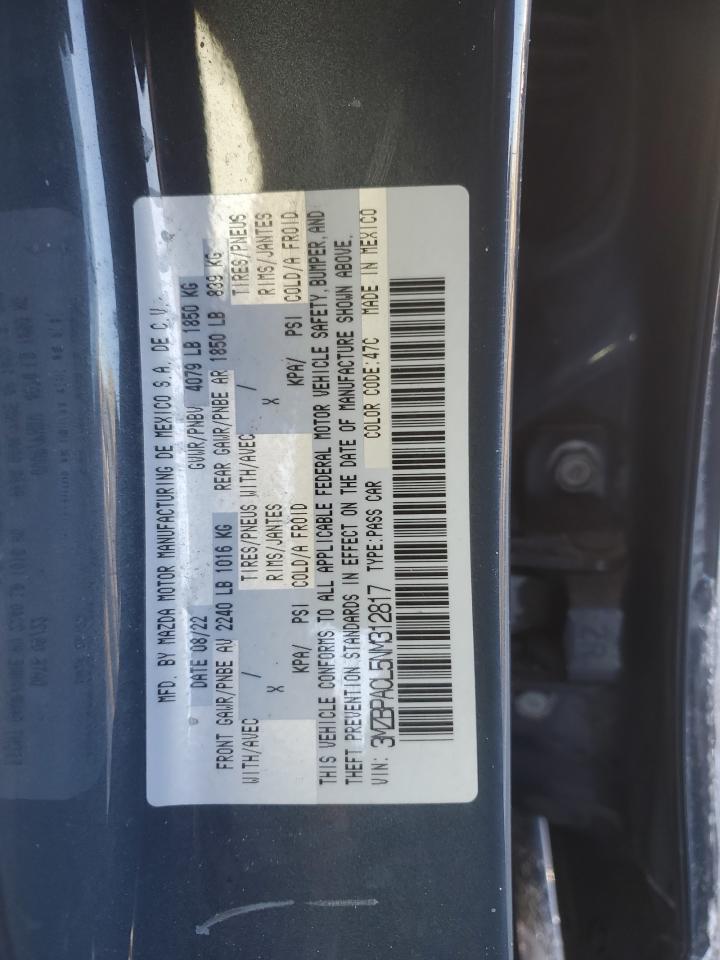 MFD. BY MAZDA MOTOR MANUFACTURING DE MEXICO S.A. DE C.V.
DATE 08/22 GVWR/PNBV 4079 LB 1850 KG
FRONT GAWR/PNBE AV 2240 LB 1016 KG REAR GAWR/PNBE AR 1850 LB 839 KG
WITH/AVEC / TIRES/PNEUS WITH/AVEC / TIRES/PNEUS
X RIMS/JANTES X RIMS/JANTES
KPA/ PSI COLD/A FROID KPA/ PSI COLD/A FROID
THIS VEHICLE CONFORMS TO ALL APPLICABLE FEDERAL MOTOR VEHICLE SAFETY, BUMPER, AND
THEFT PREVENTION STANDARDS IN EFFECT ON THE DATE OF MANUFACTURE SHOWN ABOVE.
VIN: 3MZBPACL5NM312817 TYPE:PASS CAR COLOR CODE:47C MADE IN MEXICO